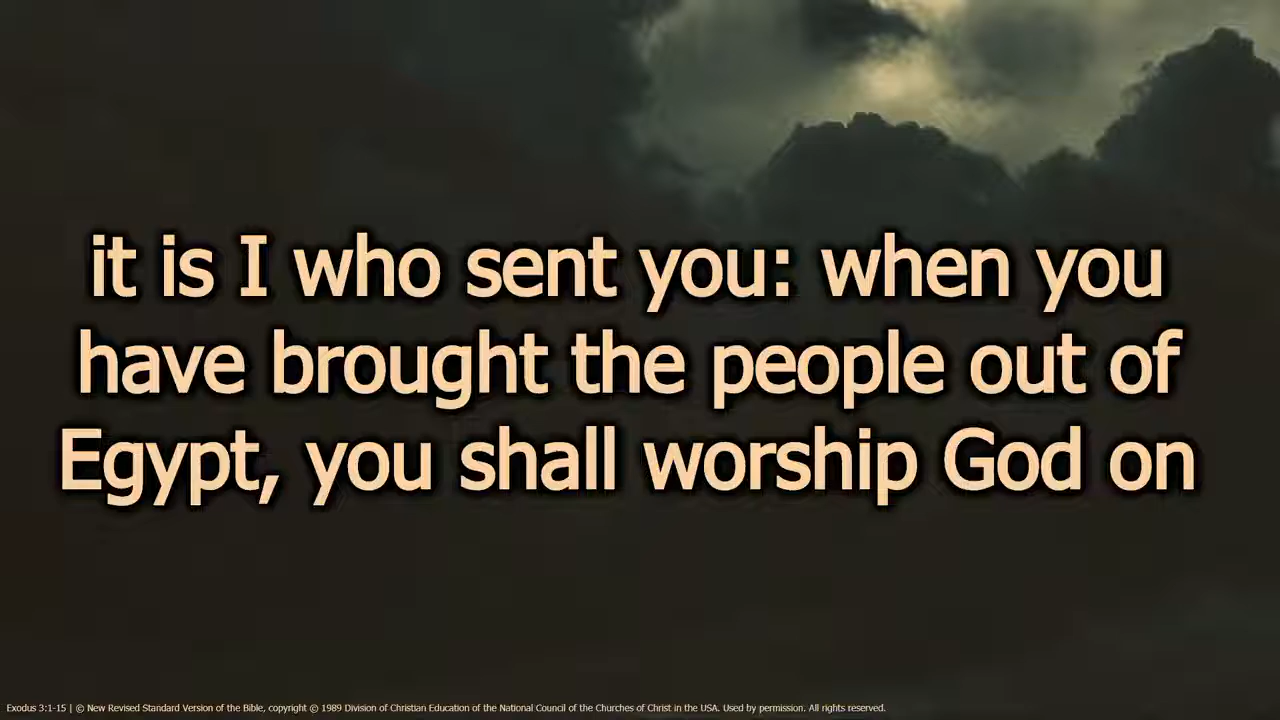 it is I who sent you: when you
have brought the people out of
Egypt, you shall worship God on
Exodus 3:1-15 | © New Revised Standard Version of the Bible, copyright © 1989 Division of Christian Education of the National Council of the Churches of Christ in the USA. Used by permission. All rights reserved.